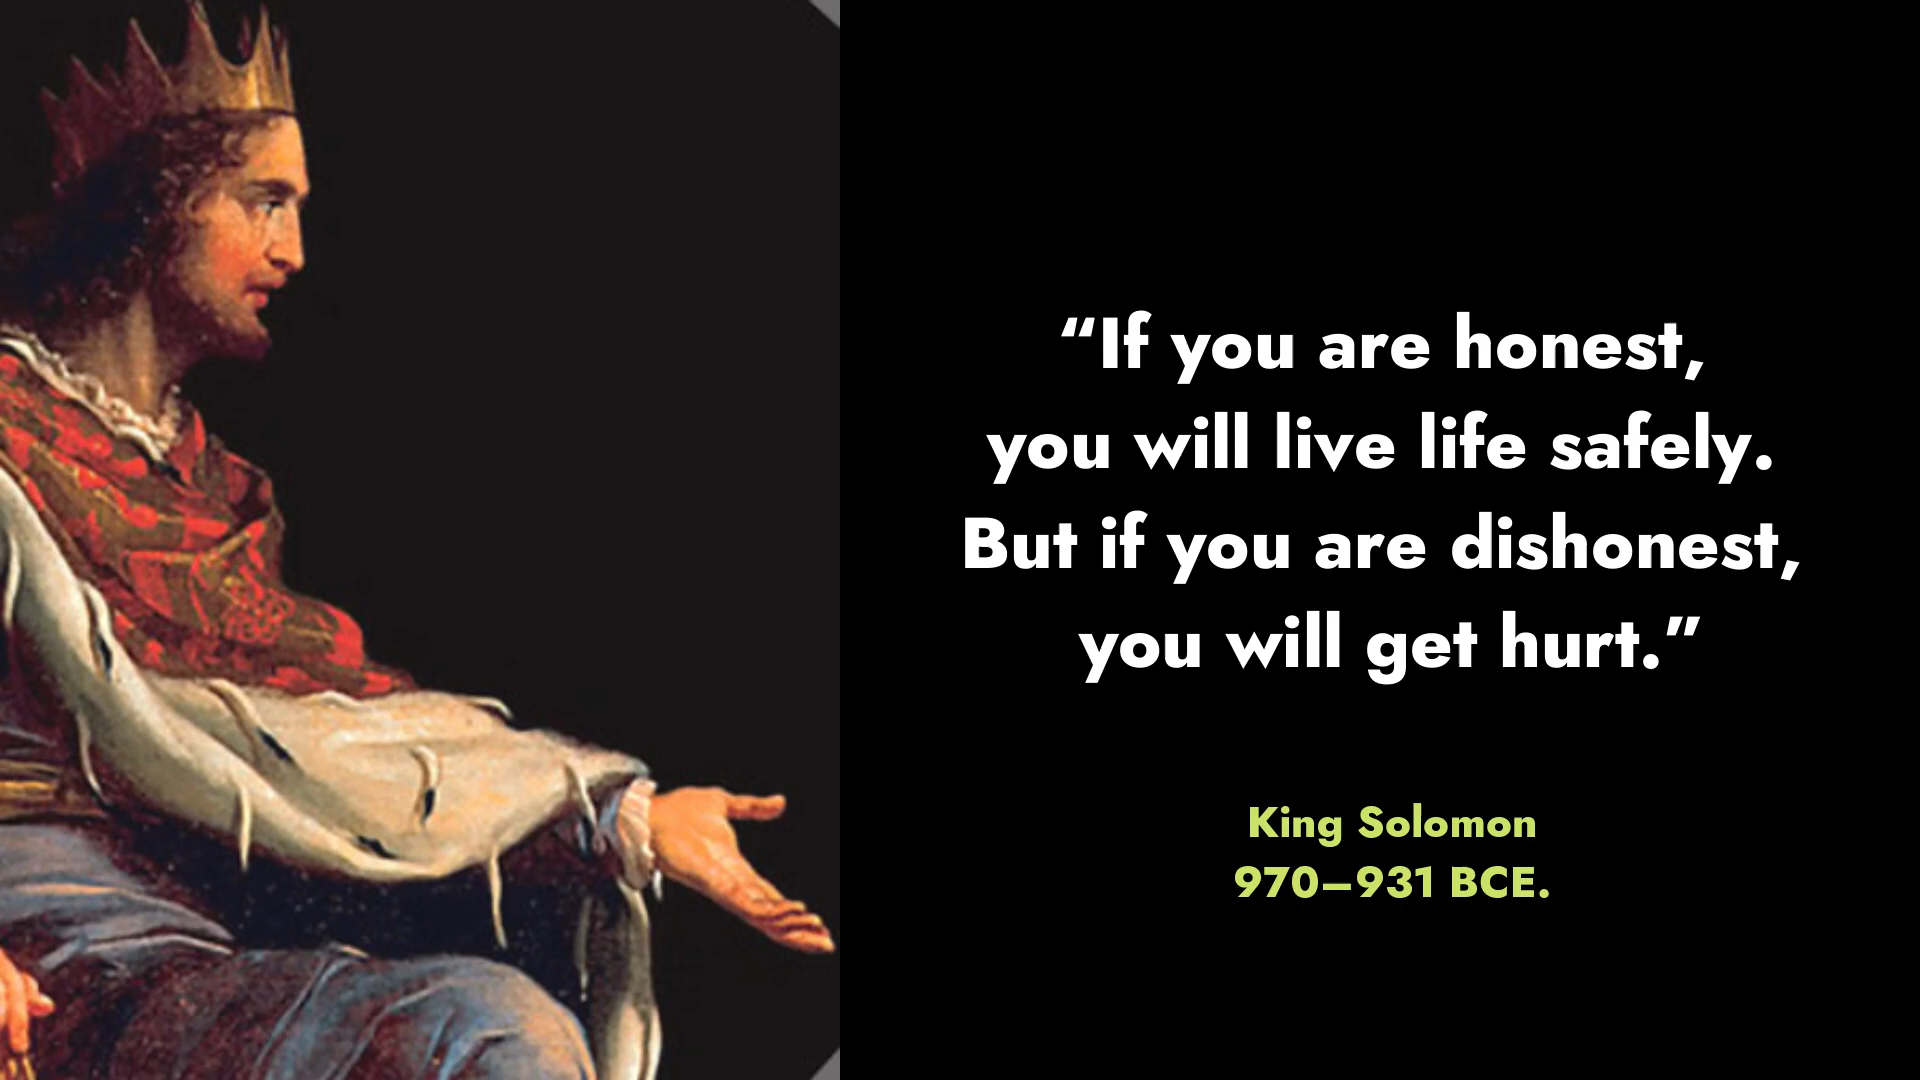 “If you are honest,
you will live life safely.
But if you are dishonest,
you will get hurt.”
King Solomon
970–931 BCE.